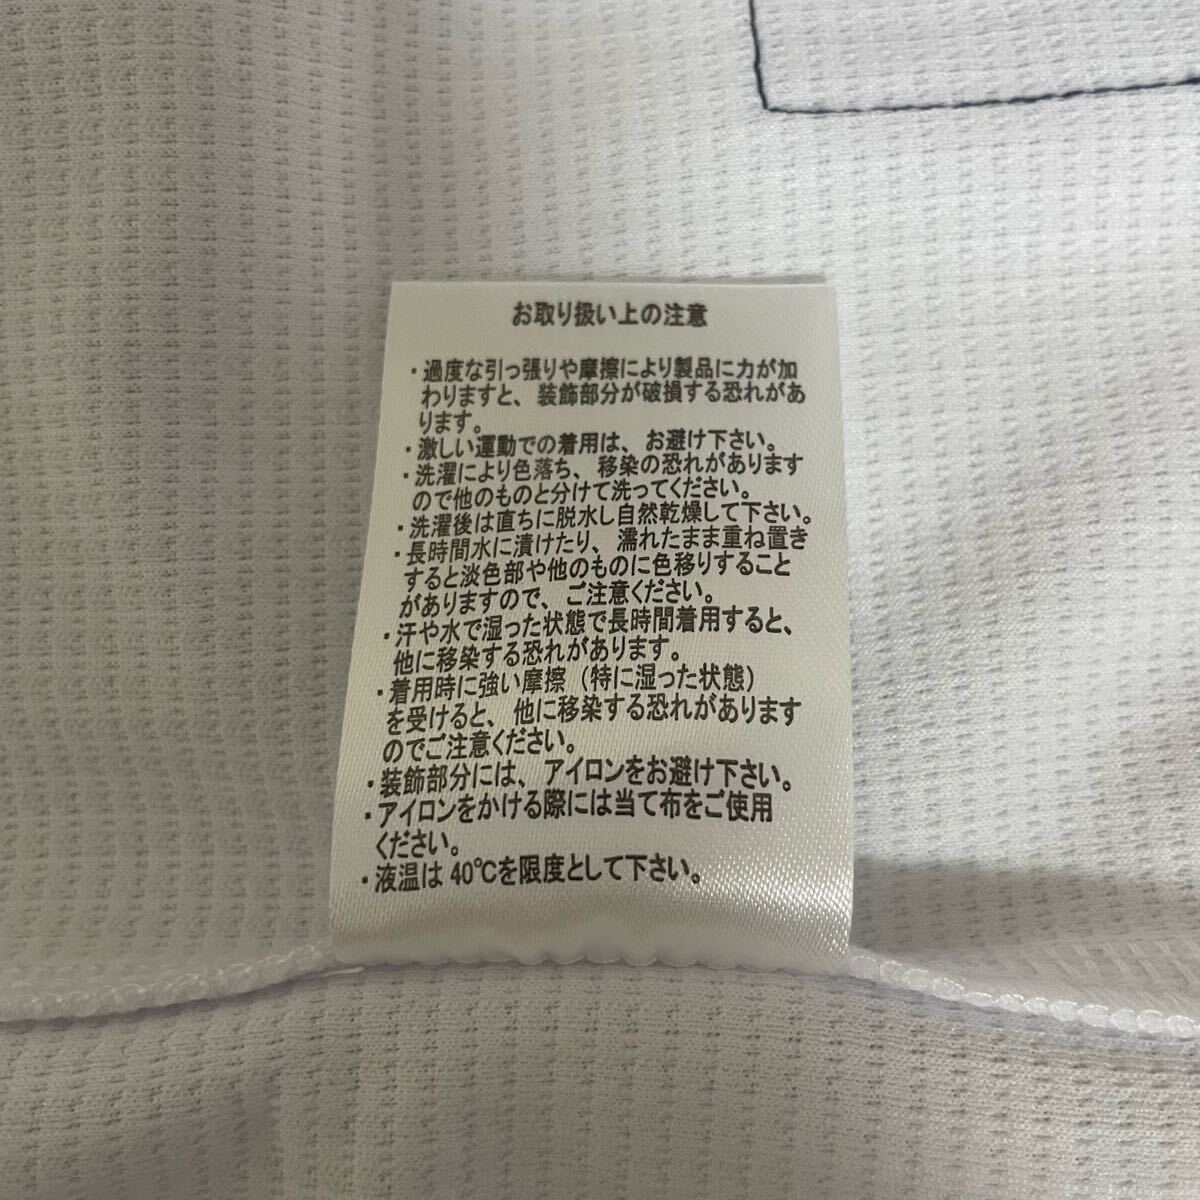 お取り扱い上の注意
・過度な引っ張りや摩擦により製品に力が加
わりますと、装飾部分が破損する恐れがあ
ります。
・激しい運動での着用は、お避け下さい。
・洗濯により色落ち、移染の恐れがあります
ので他のものと分けて洗ってください。
・洗濯後は直ちに脱水し自然乾燥して下さい。
・長時間水に漬けたり、濡れたまま重ね置き
すると淡色部や他のものに色移りすること
がありますので、ご注意ください。
・汗や水で湿った状態で長時間着用すると、
他に移染する恐れがあります。
・着用時に強い摩擦（特に湿った状態）
を受けると、他に移染する恐れがあります
のでご注意ください。
・装飾部分には、アイロンをお避け下さい。
・アイロンをかける際には当て布をご使用
ください。
・液温は 40℃を限度として下さい。